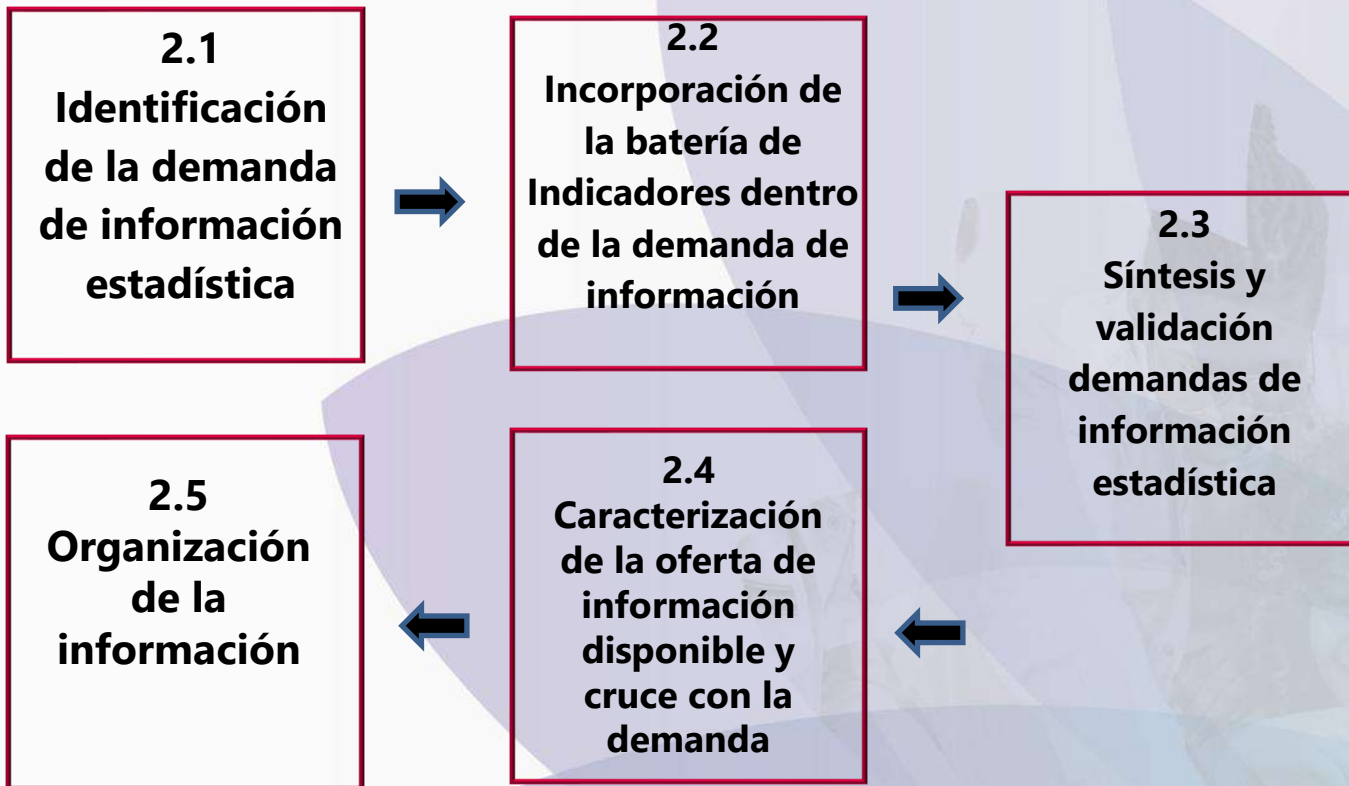 2.1
Identificación
de la demanda
de información
estadística
2.2
Incorporación de
la batería de
Indicadores dentro
de la demanda de
información
2.3
Síntesis y
validación
demandas de
información
estadística
2.4
Caracterización
de la oferta de
información
disponible y
cruce con la
demanda
2.5
Organización
de la
información